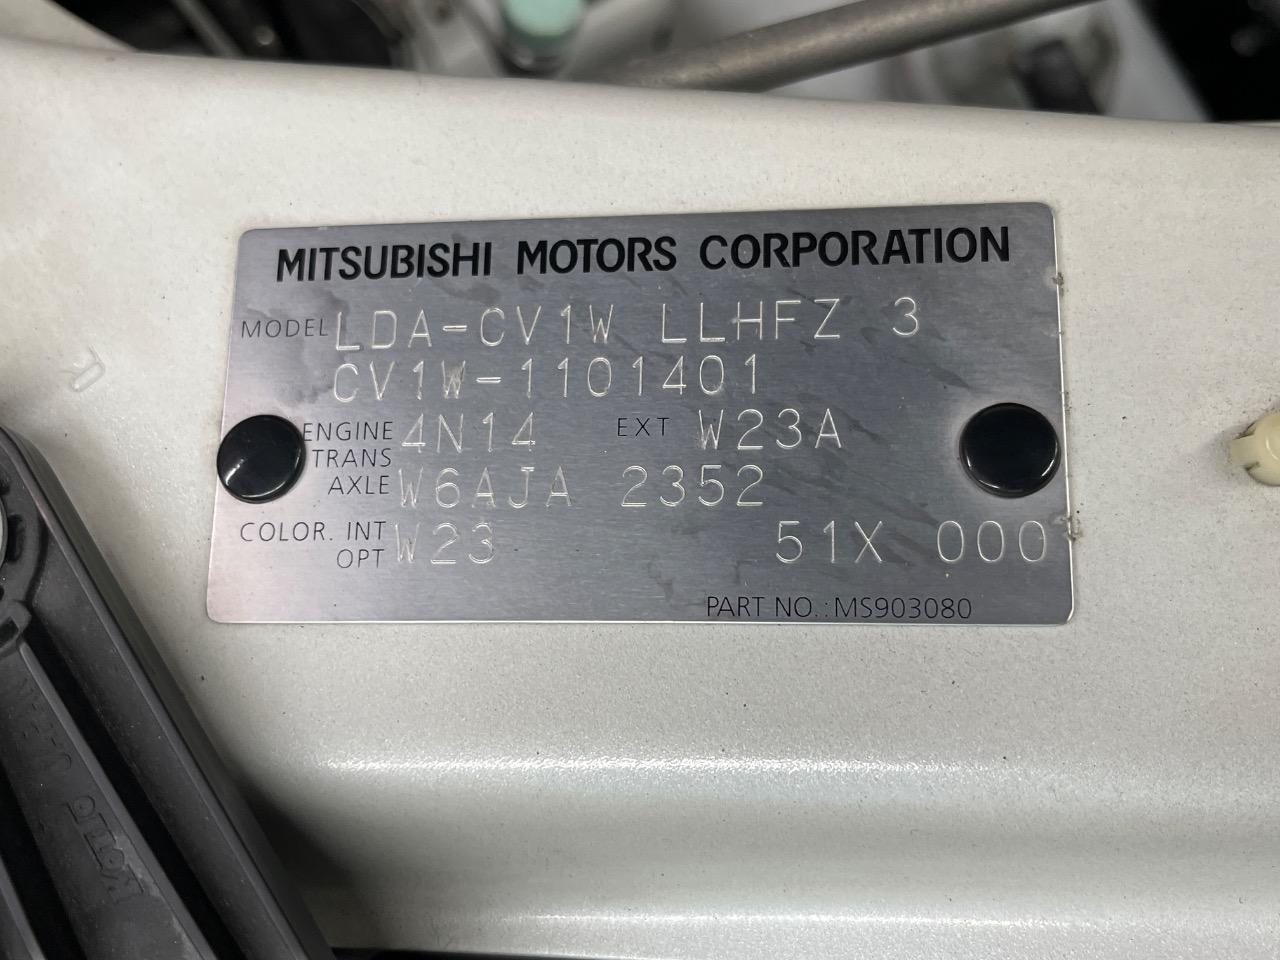 MITSUBISHI MOTORS CORPORATION
MODEL LDA-CV1W LLHFZ 3
CV1W-1101401
ENGINE 4N14 EXT W23A
TRANS
AXLE W6AJA 2352
COLOR. INT
OPT W23 51X 000
PART NO.: MS903080